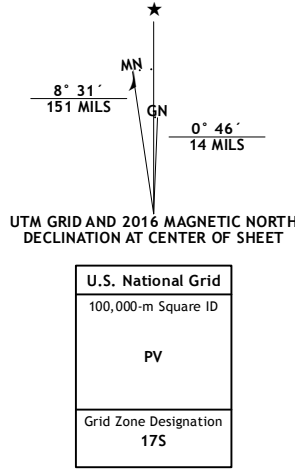 MN
8° 31´
151 MILS
GN
0° 46´
14 MILS
UTM GRID AND 2016 MAGNETIC NORTH
DECLINATION AT CENTER OF SHEET
U.S. National Grid
100,000-m Square ID
PV
Grid Zone Designation
17S